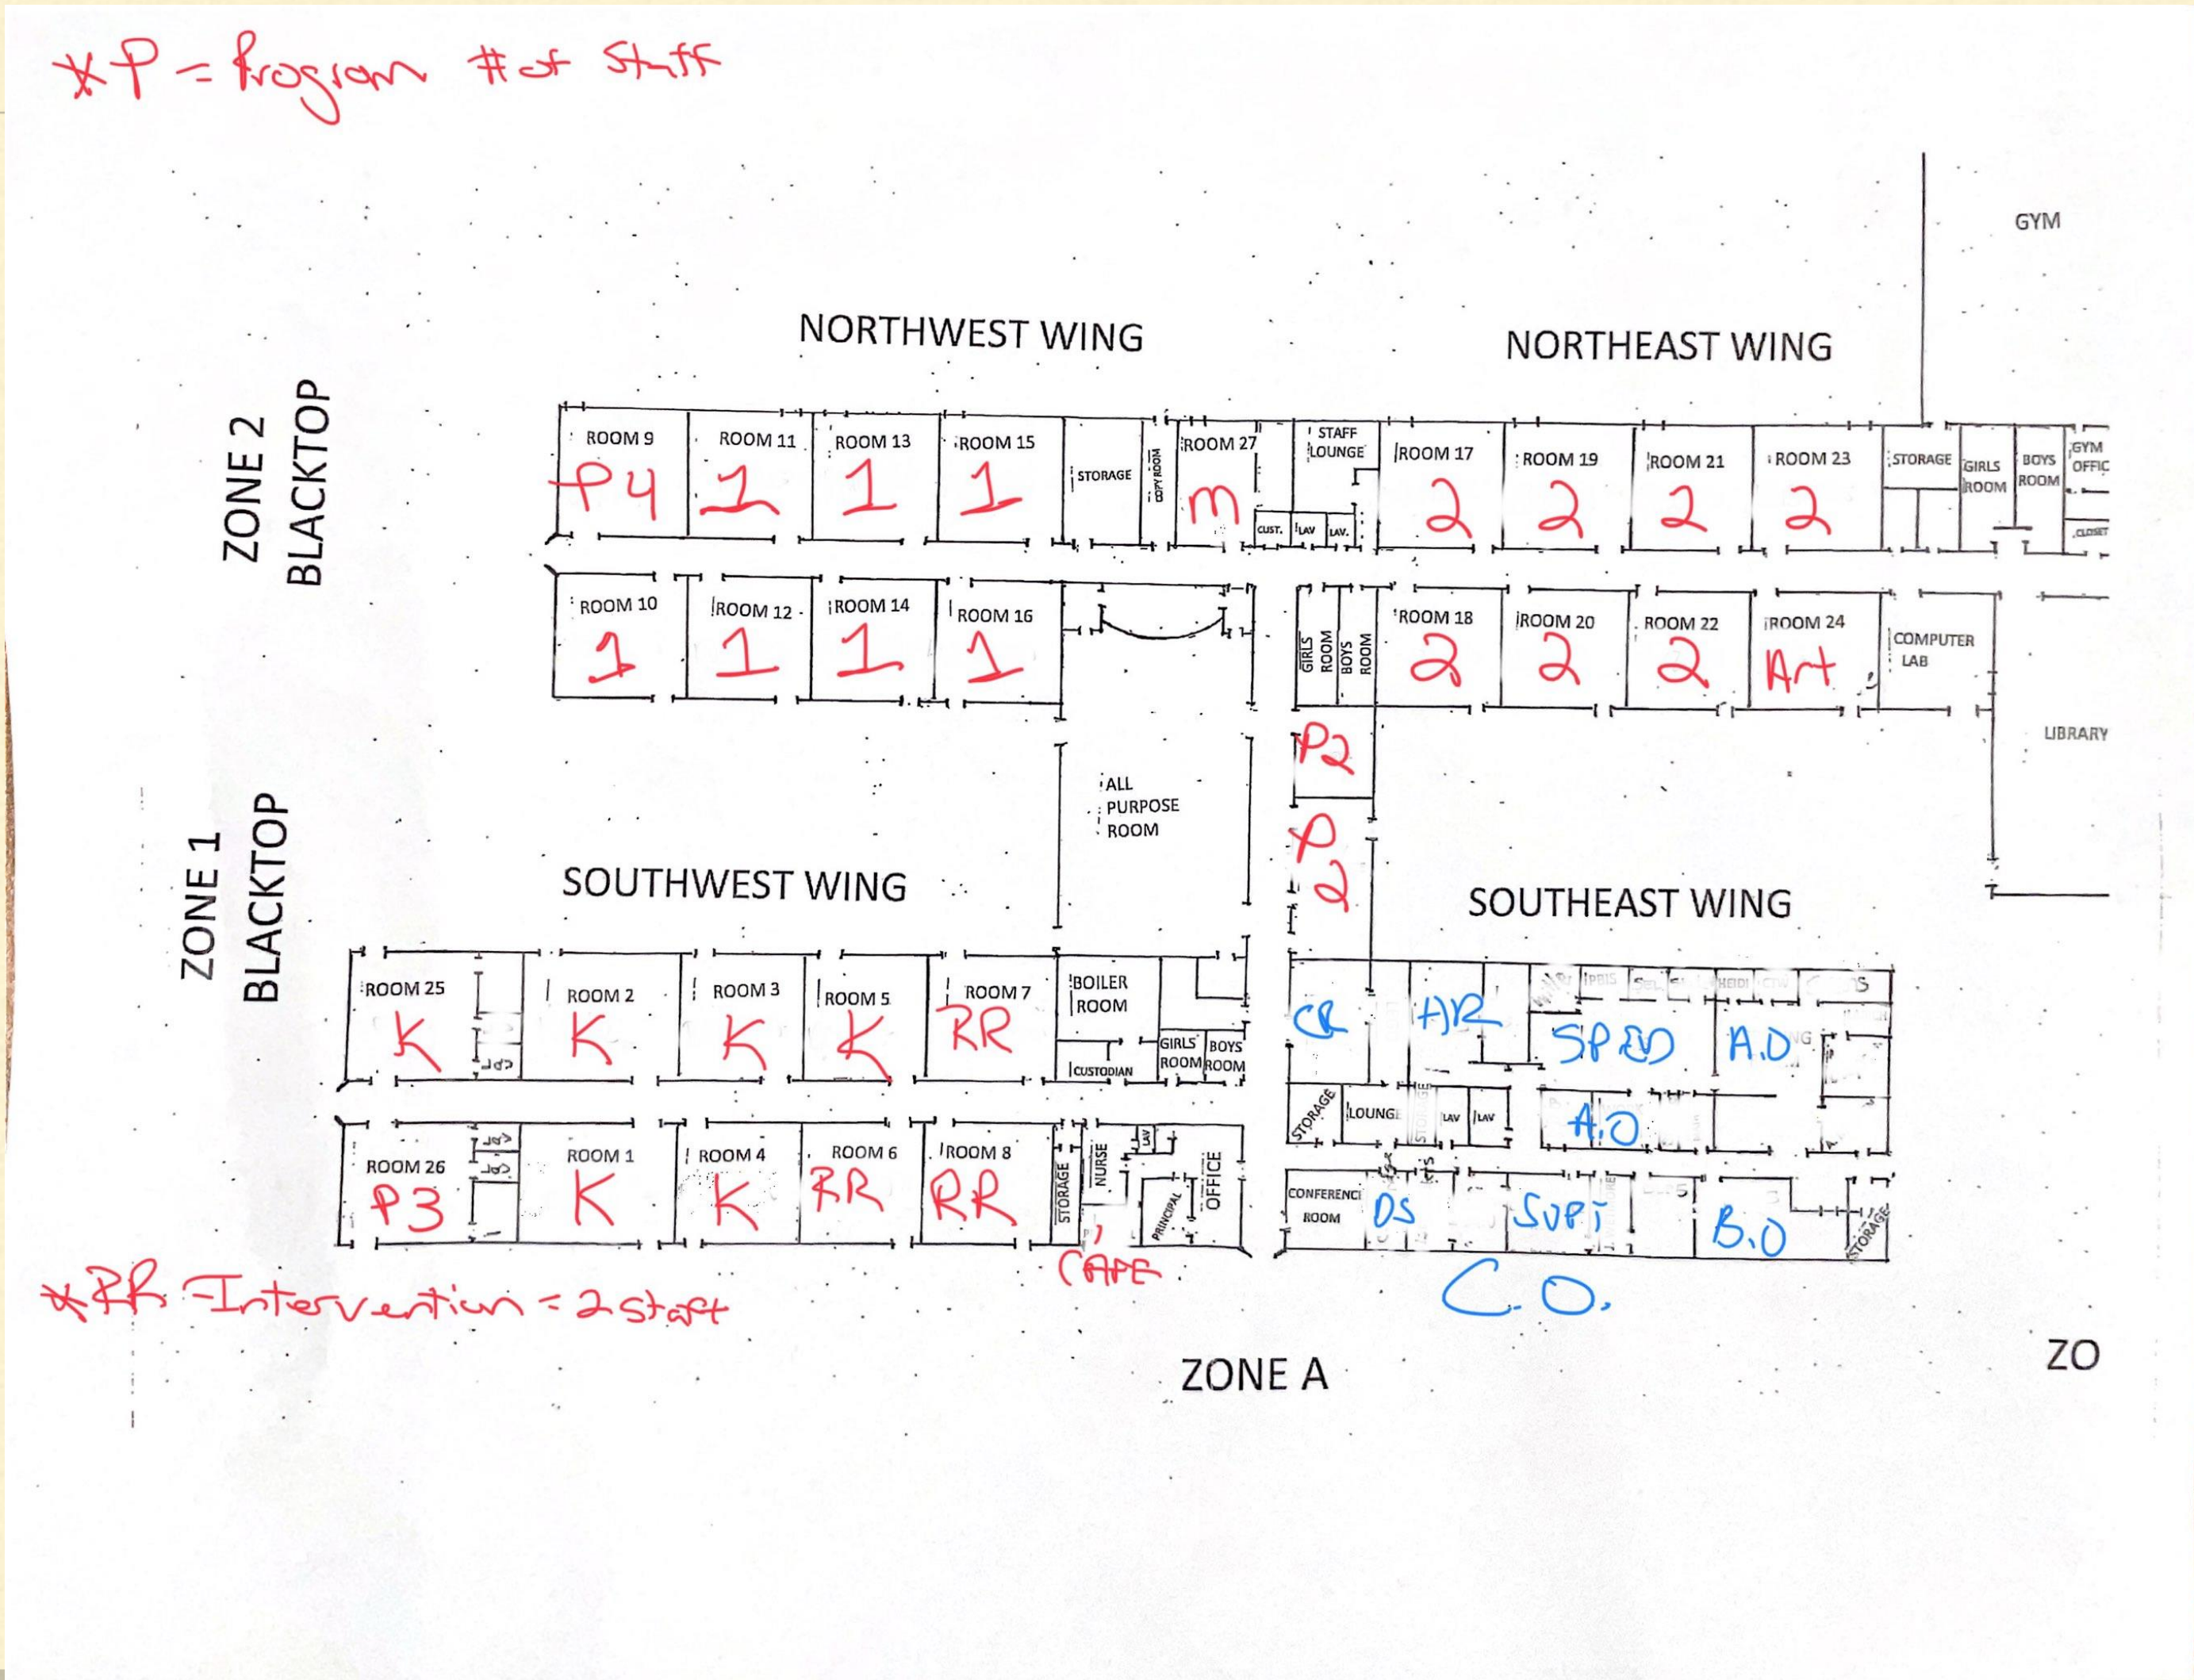 *P = Program # of Staff
GYM
NORTHWEST WING
NORTHEAST WING
ZONE 2
BLACKTOP
ROOM 9
P4
ROOM 11
1
ROOM 13
1
ROOM 15
1
STORAGE
COPY ROOM
ROOM 27
m
STAFF
LOUNGE
CUST.
LAV
LAV.
ROOM 17
2
ROOM 19
2
ROOM 21
2
ROOM 23
2
STORAGE
GIRLS
ROOM
BOYS
ROOM
GYM
OFFIC
CLOSET
ROOM 10
1
ROOM 12
1
ROOM 14
1
ROOM 16
1
GIRLS
ROOM
BOYS
ROOM
ROOM 18
2
ROOM 20
2
ROOM 22
2
ROOM 24
Art
COMPUTER
LAB
LIBRARY
P2
ALL
PURPOSE
ROOM
P
2
ZONE 1
BLACKTOP
SOUTHWEST WING
SOUTHEAST WING
ROOM 25
K
LAV
ROOM 2
K
ROOM 3
K
ROOM 5
K
ROOM 7
RR
BOILER
ROOM
CUSTODIAN
GIRLS
ROOM
BOYS
ROOM
CR
HR
PBIS
HEIDI
SPED
A.D
STORAGE
LOUNGE
STORAGE
LAV
LAV
A.O
ROOM 26
P3
LAV
LAV
ROOM 1
K
ROOM 4
K
ROOM 6
RR
ROOM 8
RR
STORAGE
NURSE
LAV
PRINCIPAL
OFFICE
CAPE
CONFERENC
ROOM
DS
SUPT
B.O
STORAGE
C.O.
*RR - Intervention = 2 staff
ZONE A
ZO